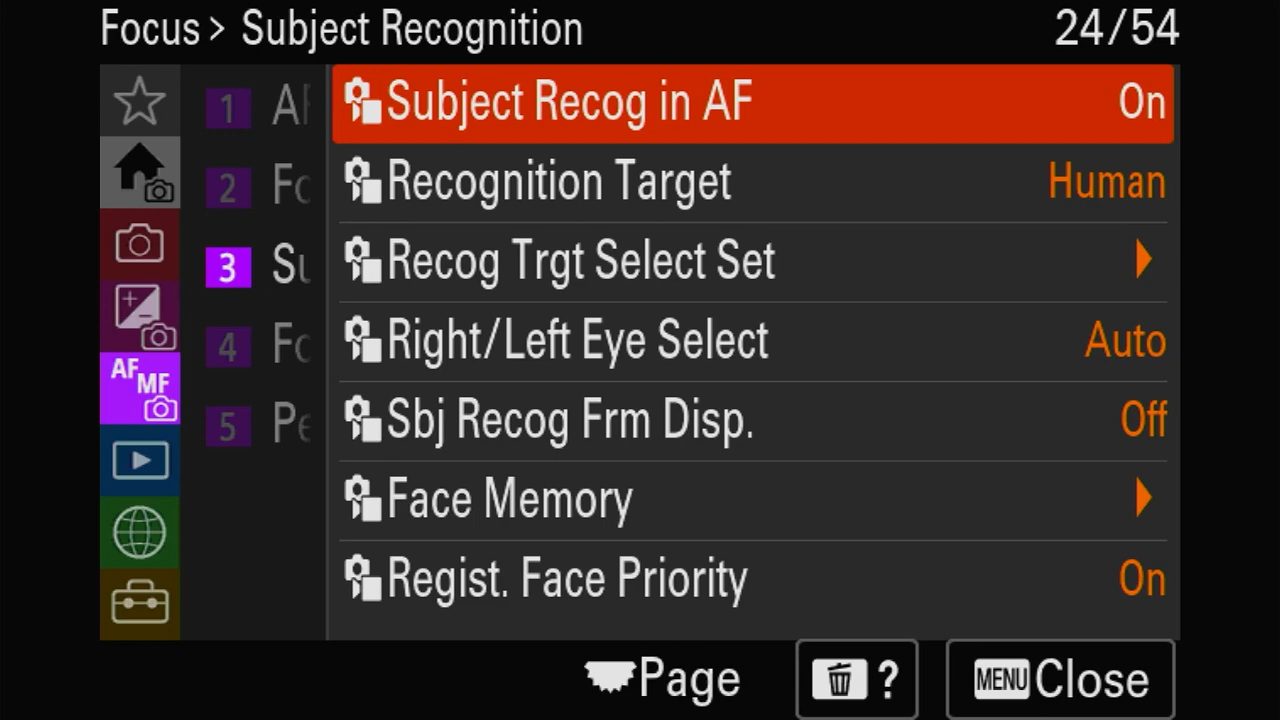 Focus > Subject Recognition 24/54
Subject Recog in AF On
Recognition Target Human
Recog Trgt Select Set
Right/Left Eye Select Auto
Sbj Recog Frm Disp. Off
Face Memory
Regist. Face Priority On
1
2
3
4
5
AF MF
Page
?
MENU Close